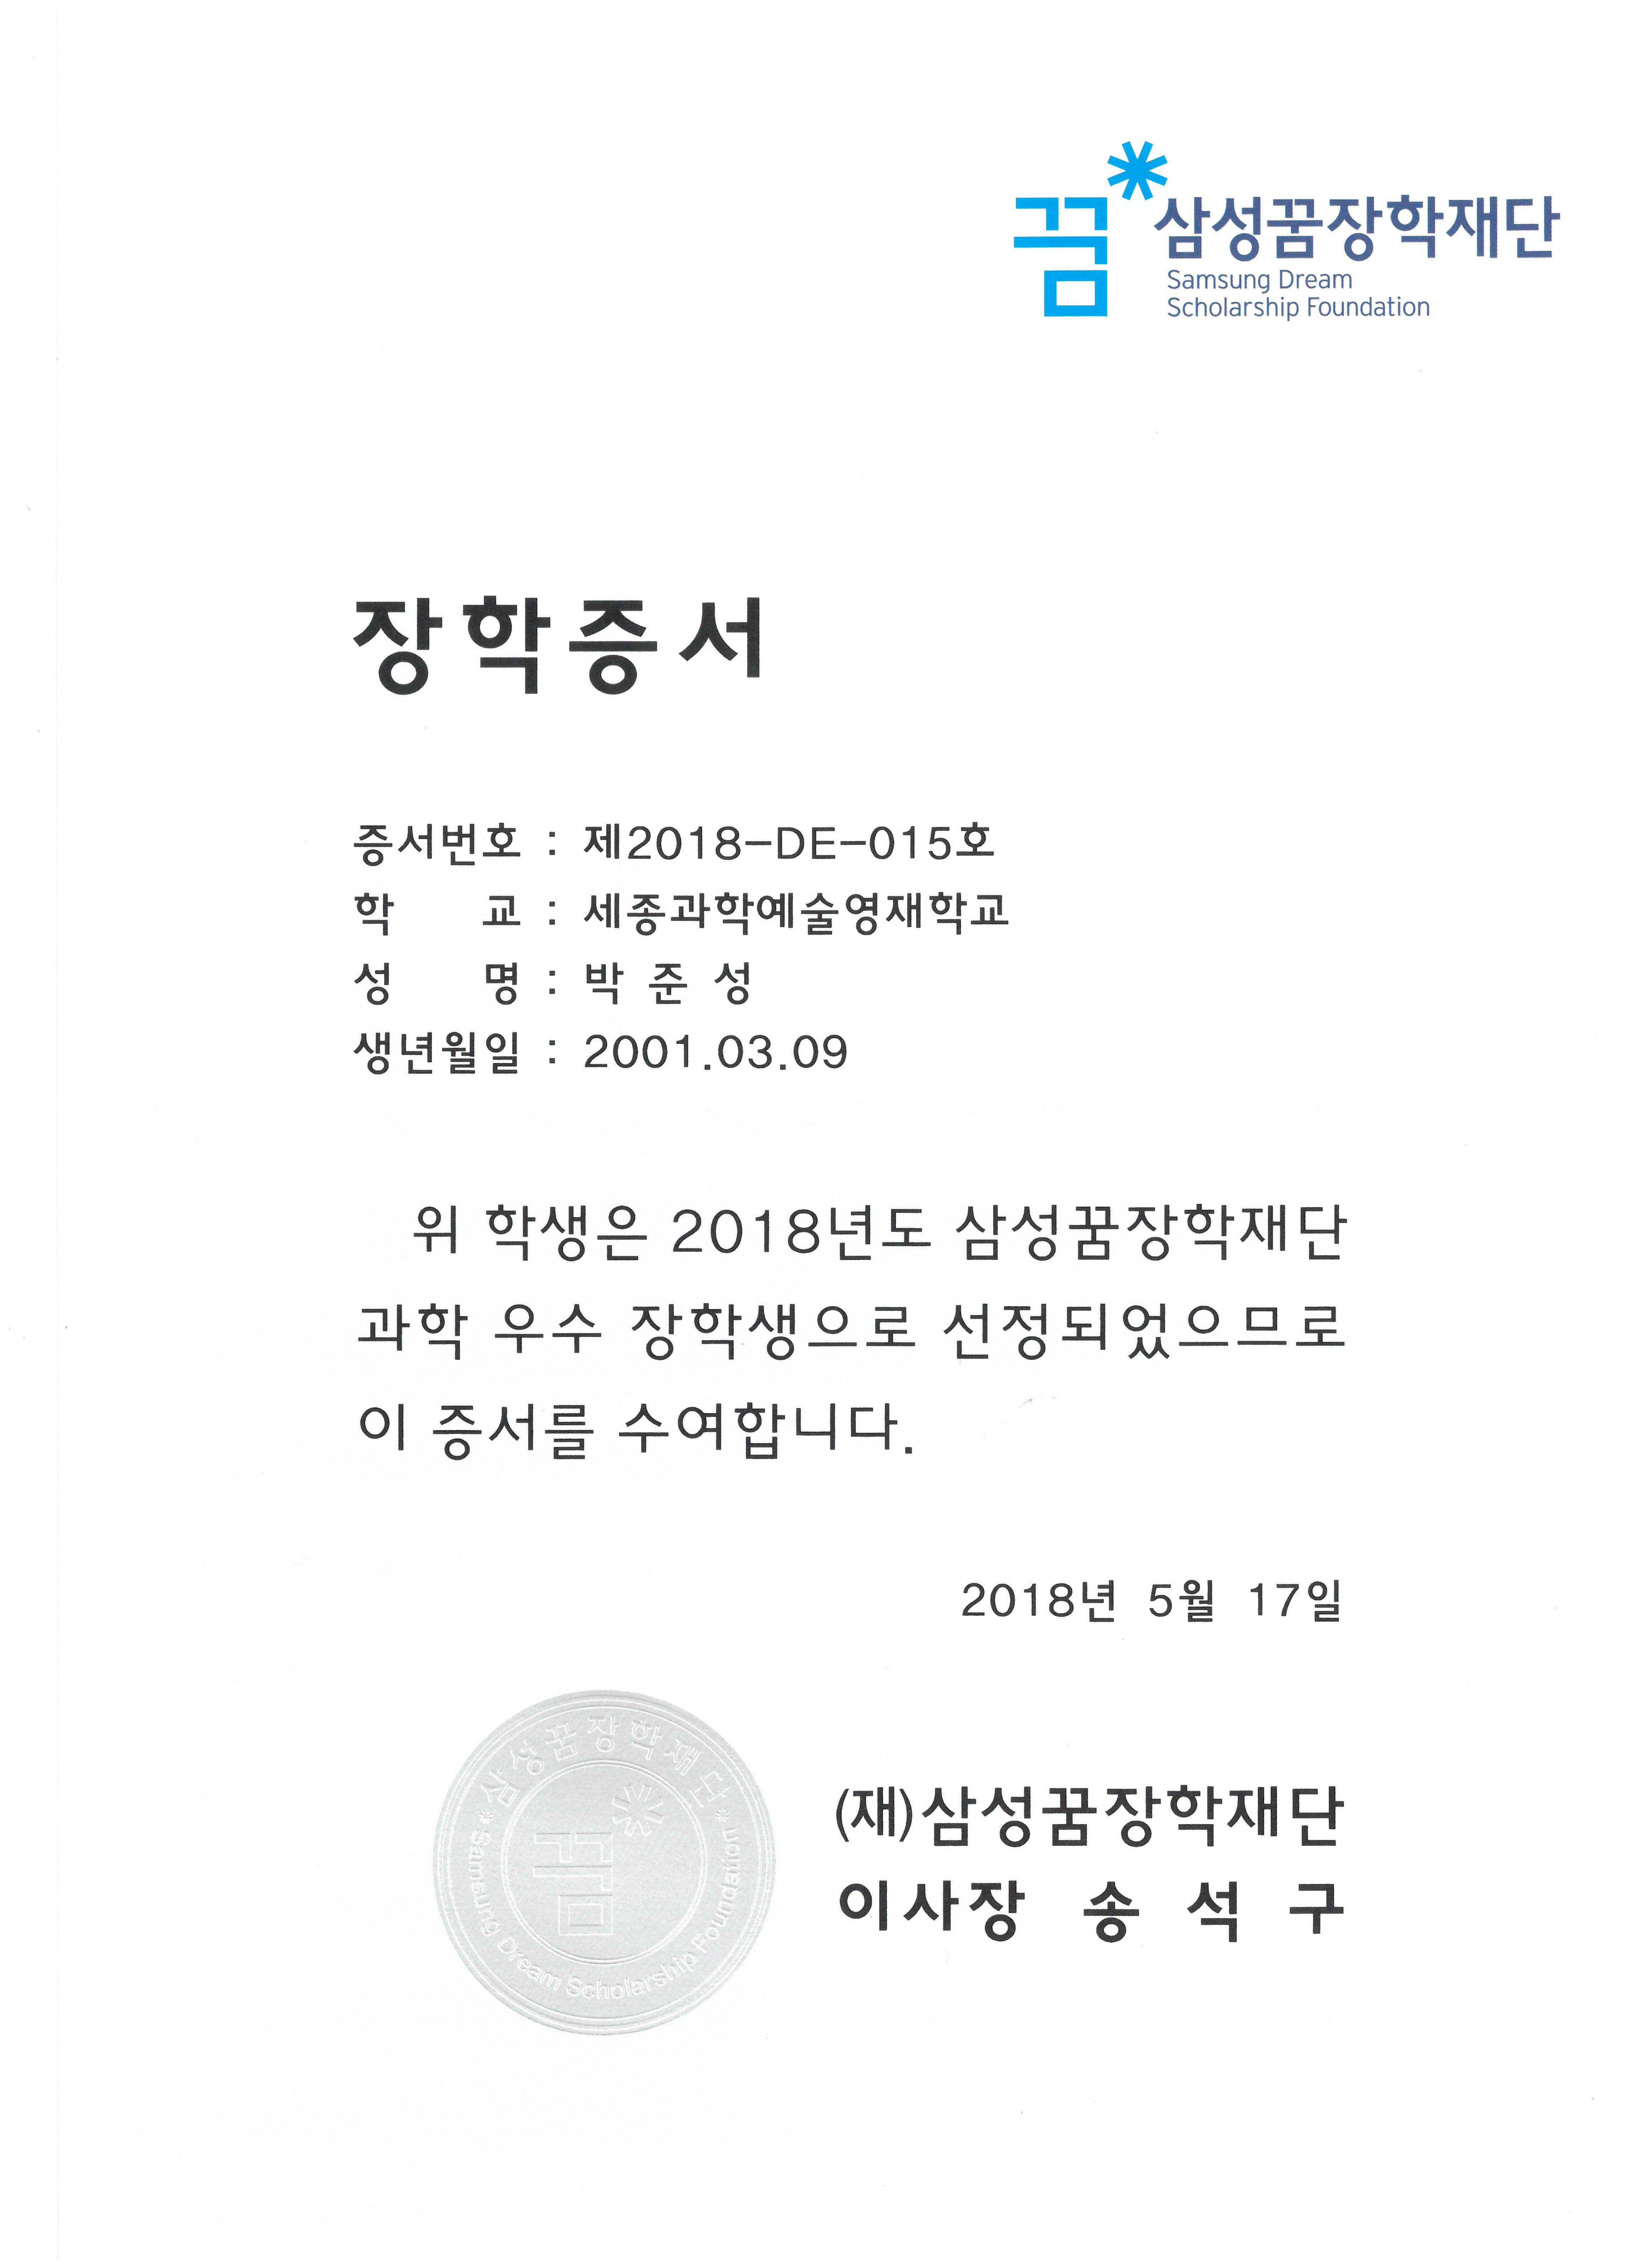 꿈*삼성꿈장학재단
Samsung Dream
Scholarship Foundation
장학증서
증서번호 : 제2018-DE-015호
학 교 : 세종과학예술영재학교
성 명 : 박 준 성
생년월일 : 2001.03.09
위 학생은 2018년도 삼성꿈장학재단
과학 우수 장학생으로 선정되었으므로
이 증서를 수여합니다.
2018년 5월 17일
*삼성꿈장학재단*
Samsung Dream Scholarship Foundation
꿈*
(재)삼성꿈장학재단
이사장 송 석 구